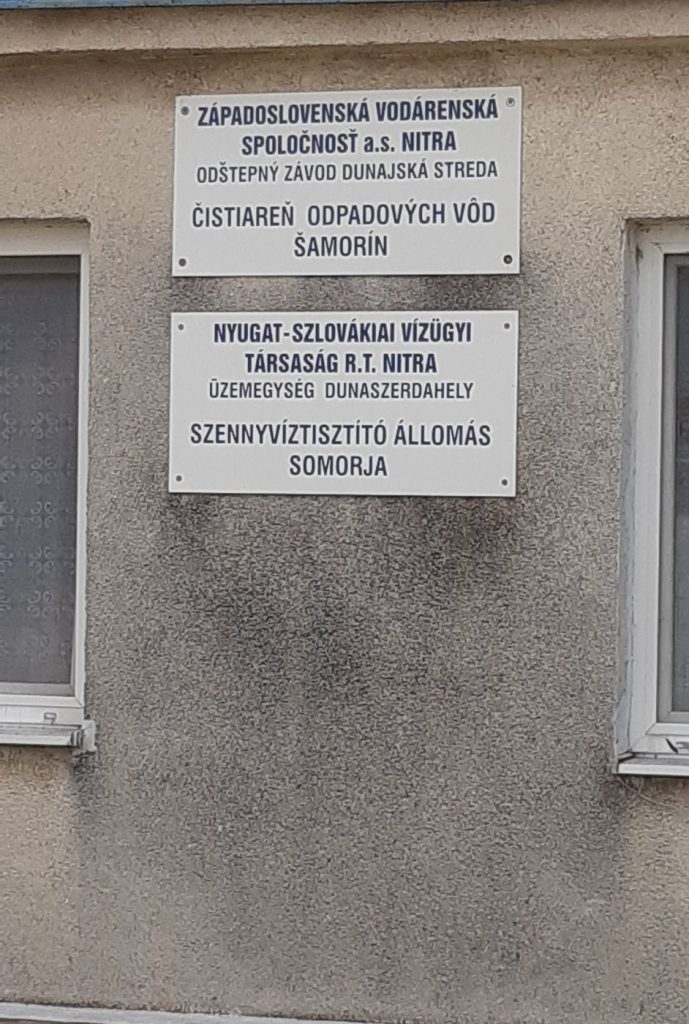 ZÁPADOSLOVENSKÁ VODÁRENSKÁ
SPOLOČNOSŤ a.s. NITRA
ODŠTEPNÝ ZÁVOD DUNAJSKÁ STREDA
ČISTIAREŇ ODPADOVÝCH VÔD
ŠAMORÍN
NYUGAT-SZLOVÁKIAI VÍZÜGYI
TÁRSASÁG R.T. NITRA
ÜZEMEGYSÉG DUNASZERDAHELY
SZENNYVÍZTISZTÍTÓ ÁLLOMÁS
SOMORJA